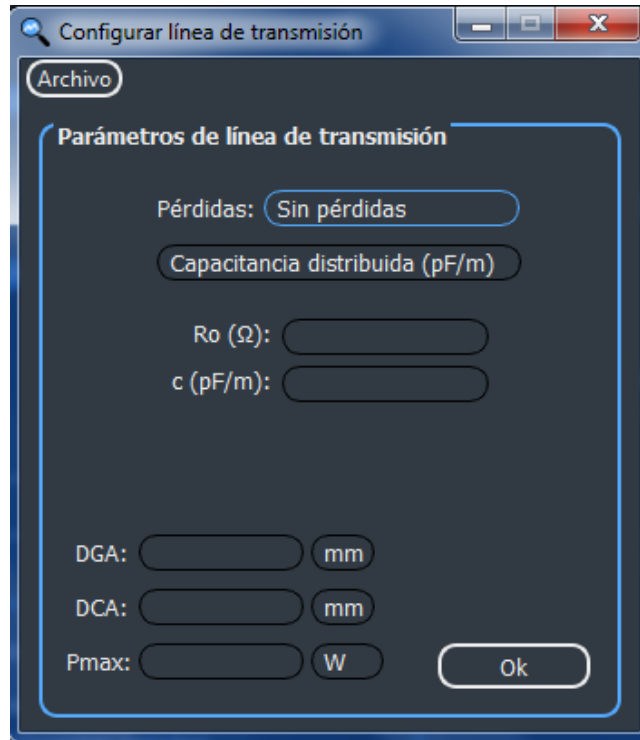 Configurar línea de transmisión
Archivo
Parámetros de línea de transmisión
Pérdidas: Sin pérdidas
Capacitancia distribuida (pF/m)
Ro (Ω):
c (pF/m):
DGA: mm
DCA: mm
Pmax: W Ok